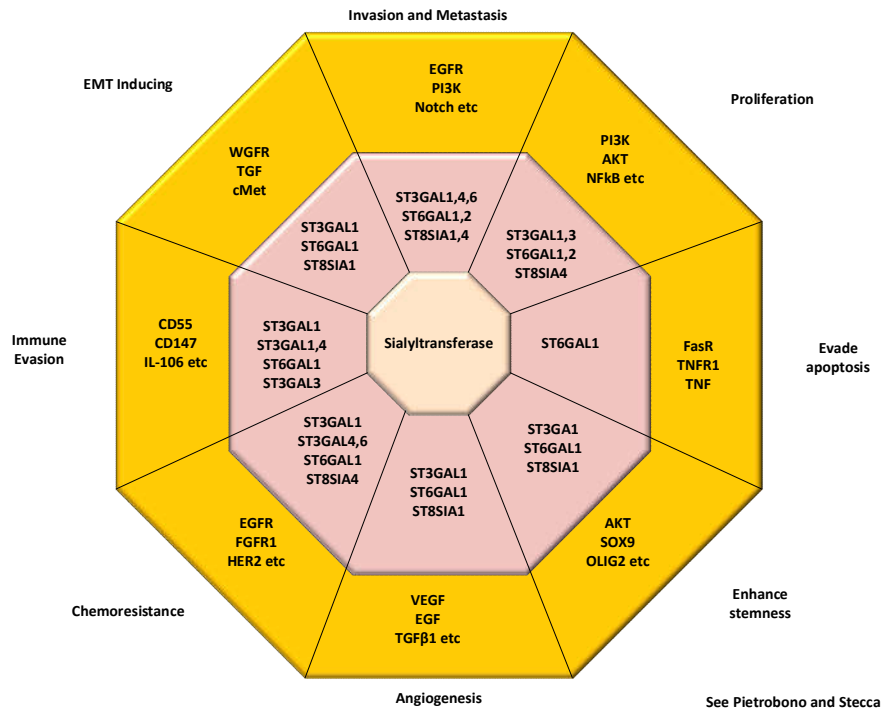 Invasion and Metastasis
EGFR
PI3K
Notch etc
ST3GAL1,4,6
ST6GAL1,2
ST8SIA1,4
Proliferation
PI3K
AKT
NFkB etc
ST3GAL1,3
ST6GAL1,2
ST8SIA4
Evade
apoptosis
FasR
TNFR1
TNF
ST6GAL1
Enhance
stemness
AKT
SOX9
OLIG2 etc
ST3GA1
ST6GAL1
ST8SIA1
Angiogenesis
VEGF
EGF
TGFβ1 etc
ST3GAL1
ST6GAL1
ST8SIA1
Chemoresistance
EGFR
FGFR1
HER2 etc
ST3GAL1
ST3GAL4,6
ST6GAL1
ST8SIA4
Immune
Evasion
CD55
CD147
IL-106 etc
ST3GAL1
ST3GAL1,4
ST6GAL1
ST3GAL3
EMT Inducing
WGFR
TGF
cMet
ST3GAL1
ST6GAL1
ST8SIA1
Sialyltransferase
See Pietrobono and Stecca